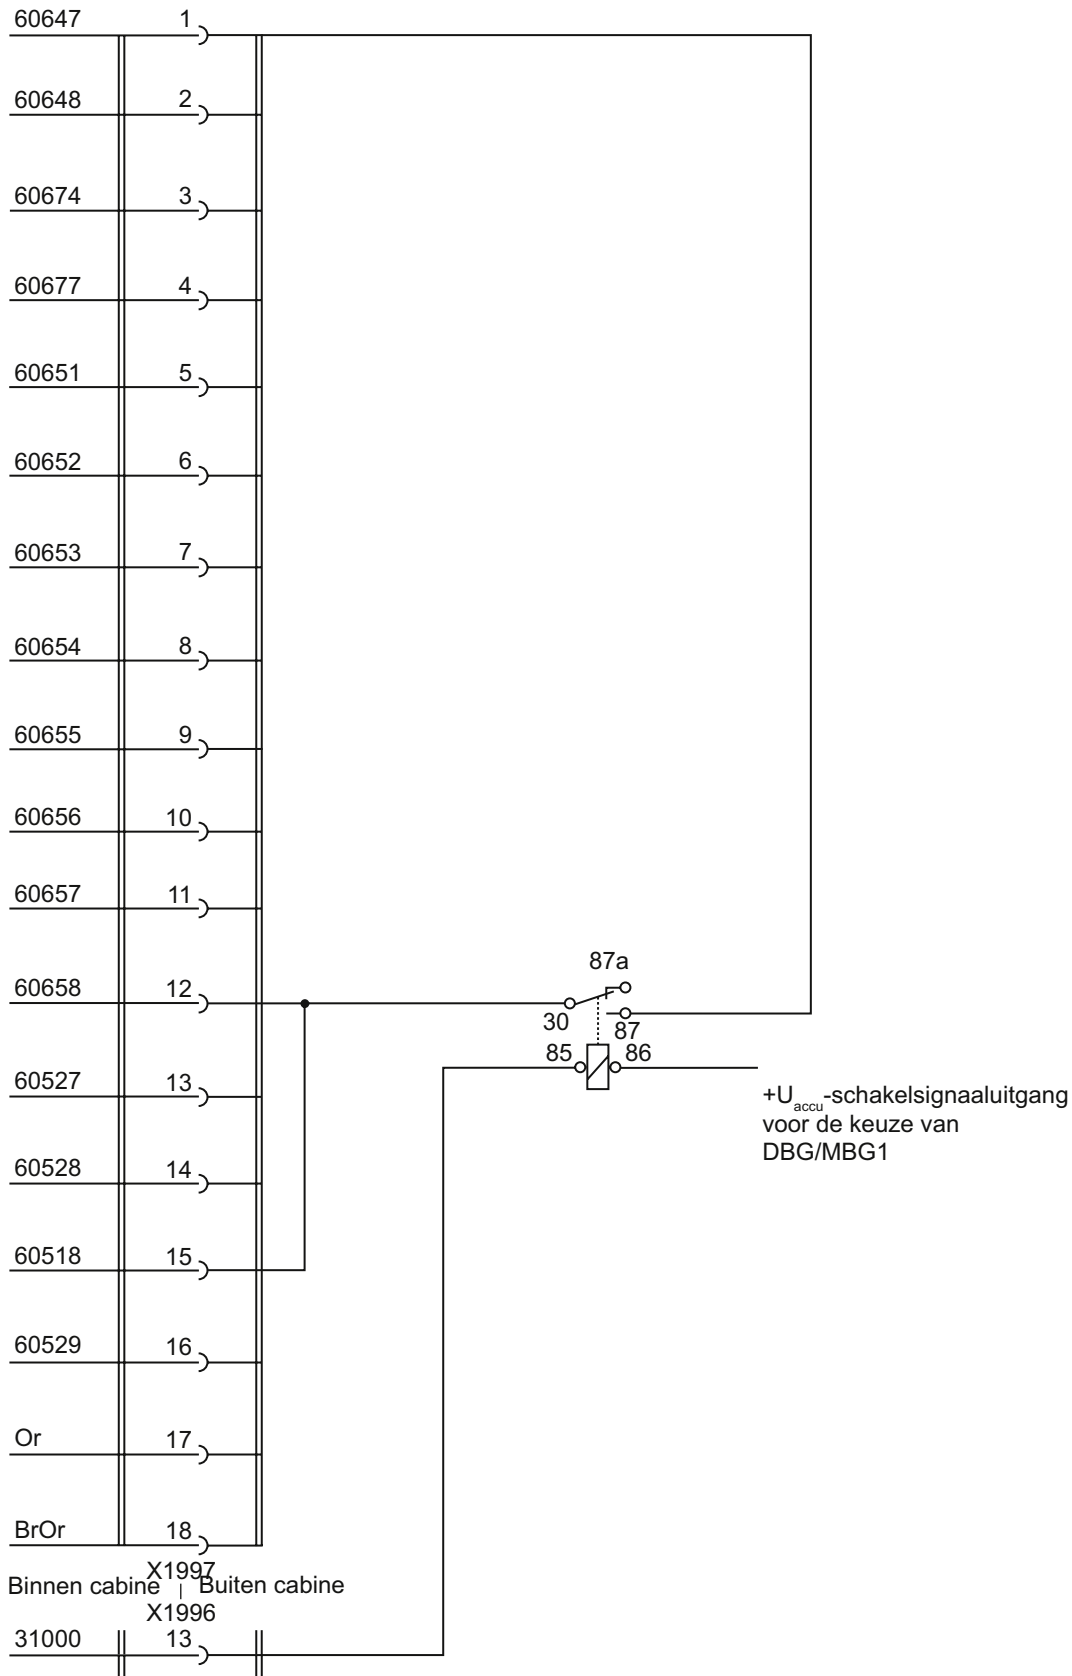 60647 1
60648 2
60674 3
60677 4
60651 5
60652 6
60653 7
60654 8
60655 9
60656 10
60657 11
87a
60658 12
30 87
85 86
60527 13
+Uaccu-schakelsignaaluitgang
voor de keuze van
DBG/MBG1
60528 14
60518 15
60529 16
Or 17
BrOr 18
X1997
Binnen cabine | Buiten cabine
X1996
31000 13